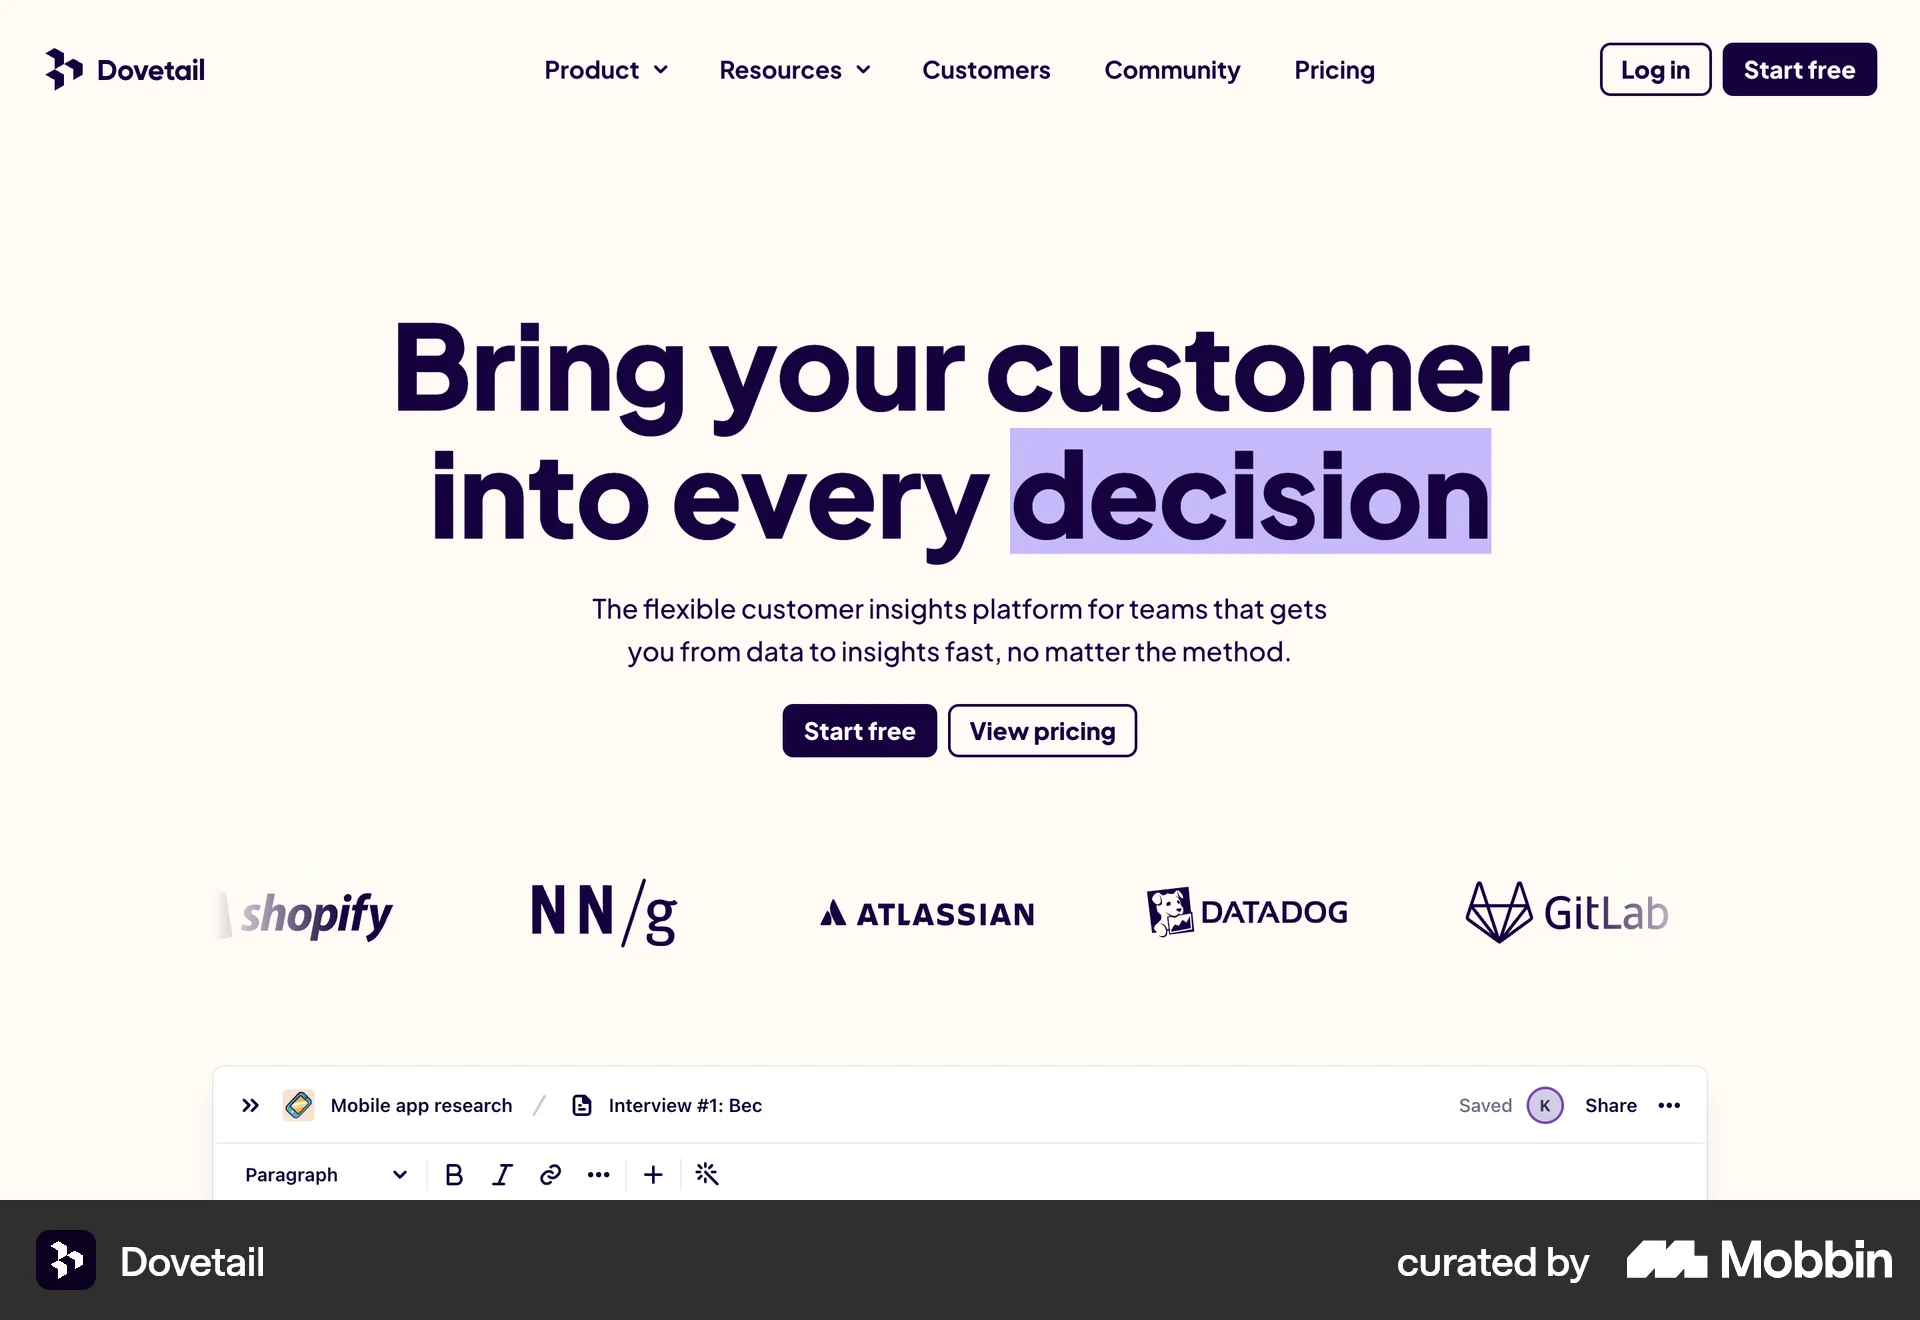 Dovetail
Product
Resources
Customers
Community
Pricing
Log in
Start free
Bring your customer
into every decision
The flexible customer insights platform for teams that gets
you from data to insights fast, no matter the method.
Start free
View pricing
shopify
NN/g
ATLASSIAN
DATADOG
GitLab
Mobile app research / Interview #1: Bec
Saved
K
Share
Paragraph
B I
Dovetail
curated by Mobbin